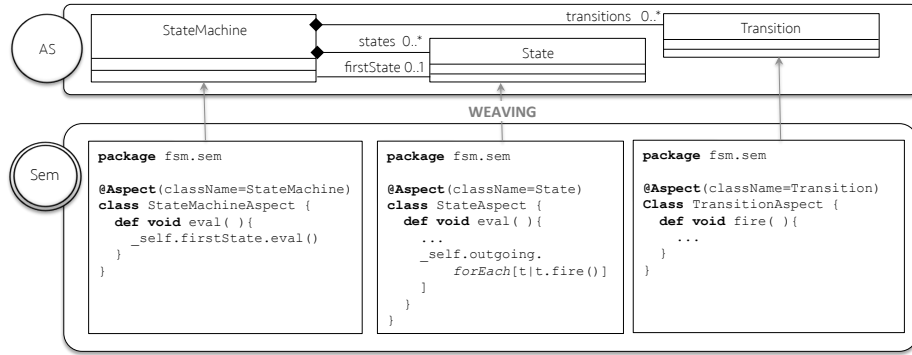 AS
StateMachine
transitions 0..*
states 0..*
firstState 0..1
State
Transition
WEAVING
Sem
package fsm.sem
@Aspect(className=StateMachine)
class StateMachineAspect {
def void eval( ){
_self.firstState.eval()
}
}
package fsm.sem
@Aspect(className=State)
class StateAspect {
def void eval( ){
...
_self.outgoing.
forEach[t|t.fire()]
]
}
}
package fsm.sem
@Aspect(className=Transition)
Class TransitionAspect {
def void fire( ){
...
}
}